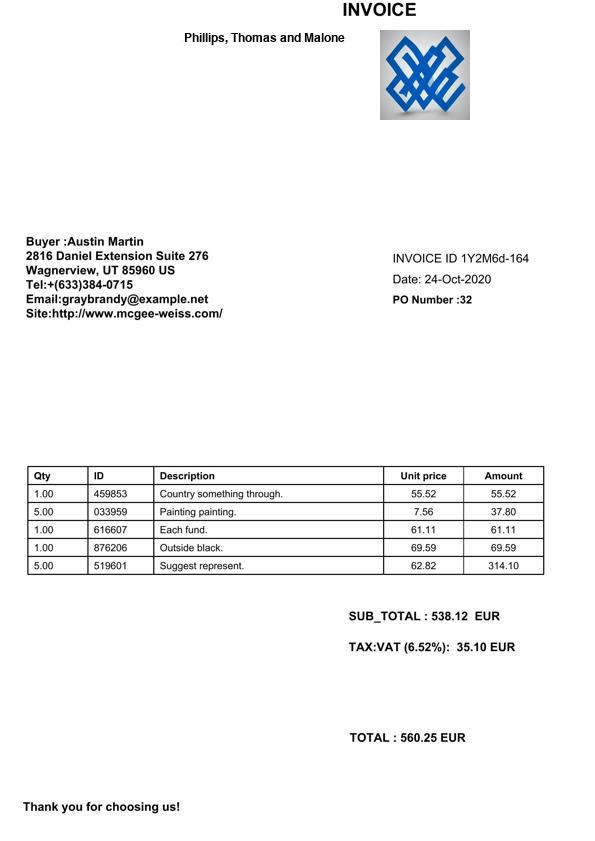 INVOICE
Phillips, Thomas and Malone
Buyer :Austin Martin
2816 Daniel Extension Suite 276
Wagnerview, UT 85960 US
Tel:+(633)384-0715
Email:graybrandy@example.net
Site:http://www.mcgee-weiss.com/
INVOICE ID 1Y2M6d-164
Date: 24-Oct-2020
PO Number :32
Qty ID Description Unit price Amount
1.00 459853 Country something through. 55.52 55.52
5.00 033959 Painting painting. 7.56 37.80
1.00 616607 Each fund. 61.11 61.11
1.00 876206 Outside black. 69.59 69.59
5.00 519601 Suggest represent. 62.82 314.10
SUB_TOTAL : 538.12 EUR
TAX:VAT (6.52%): 35.10 EUR
TOTAL : 560.25 EUR
Thank you for choosing us!